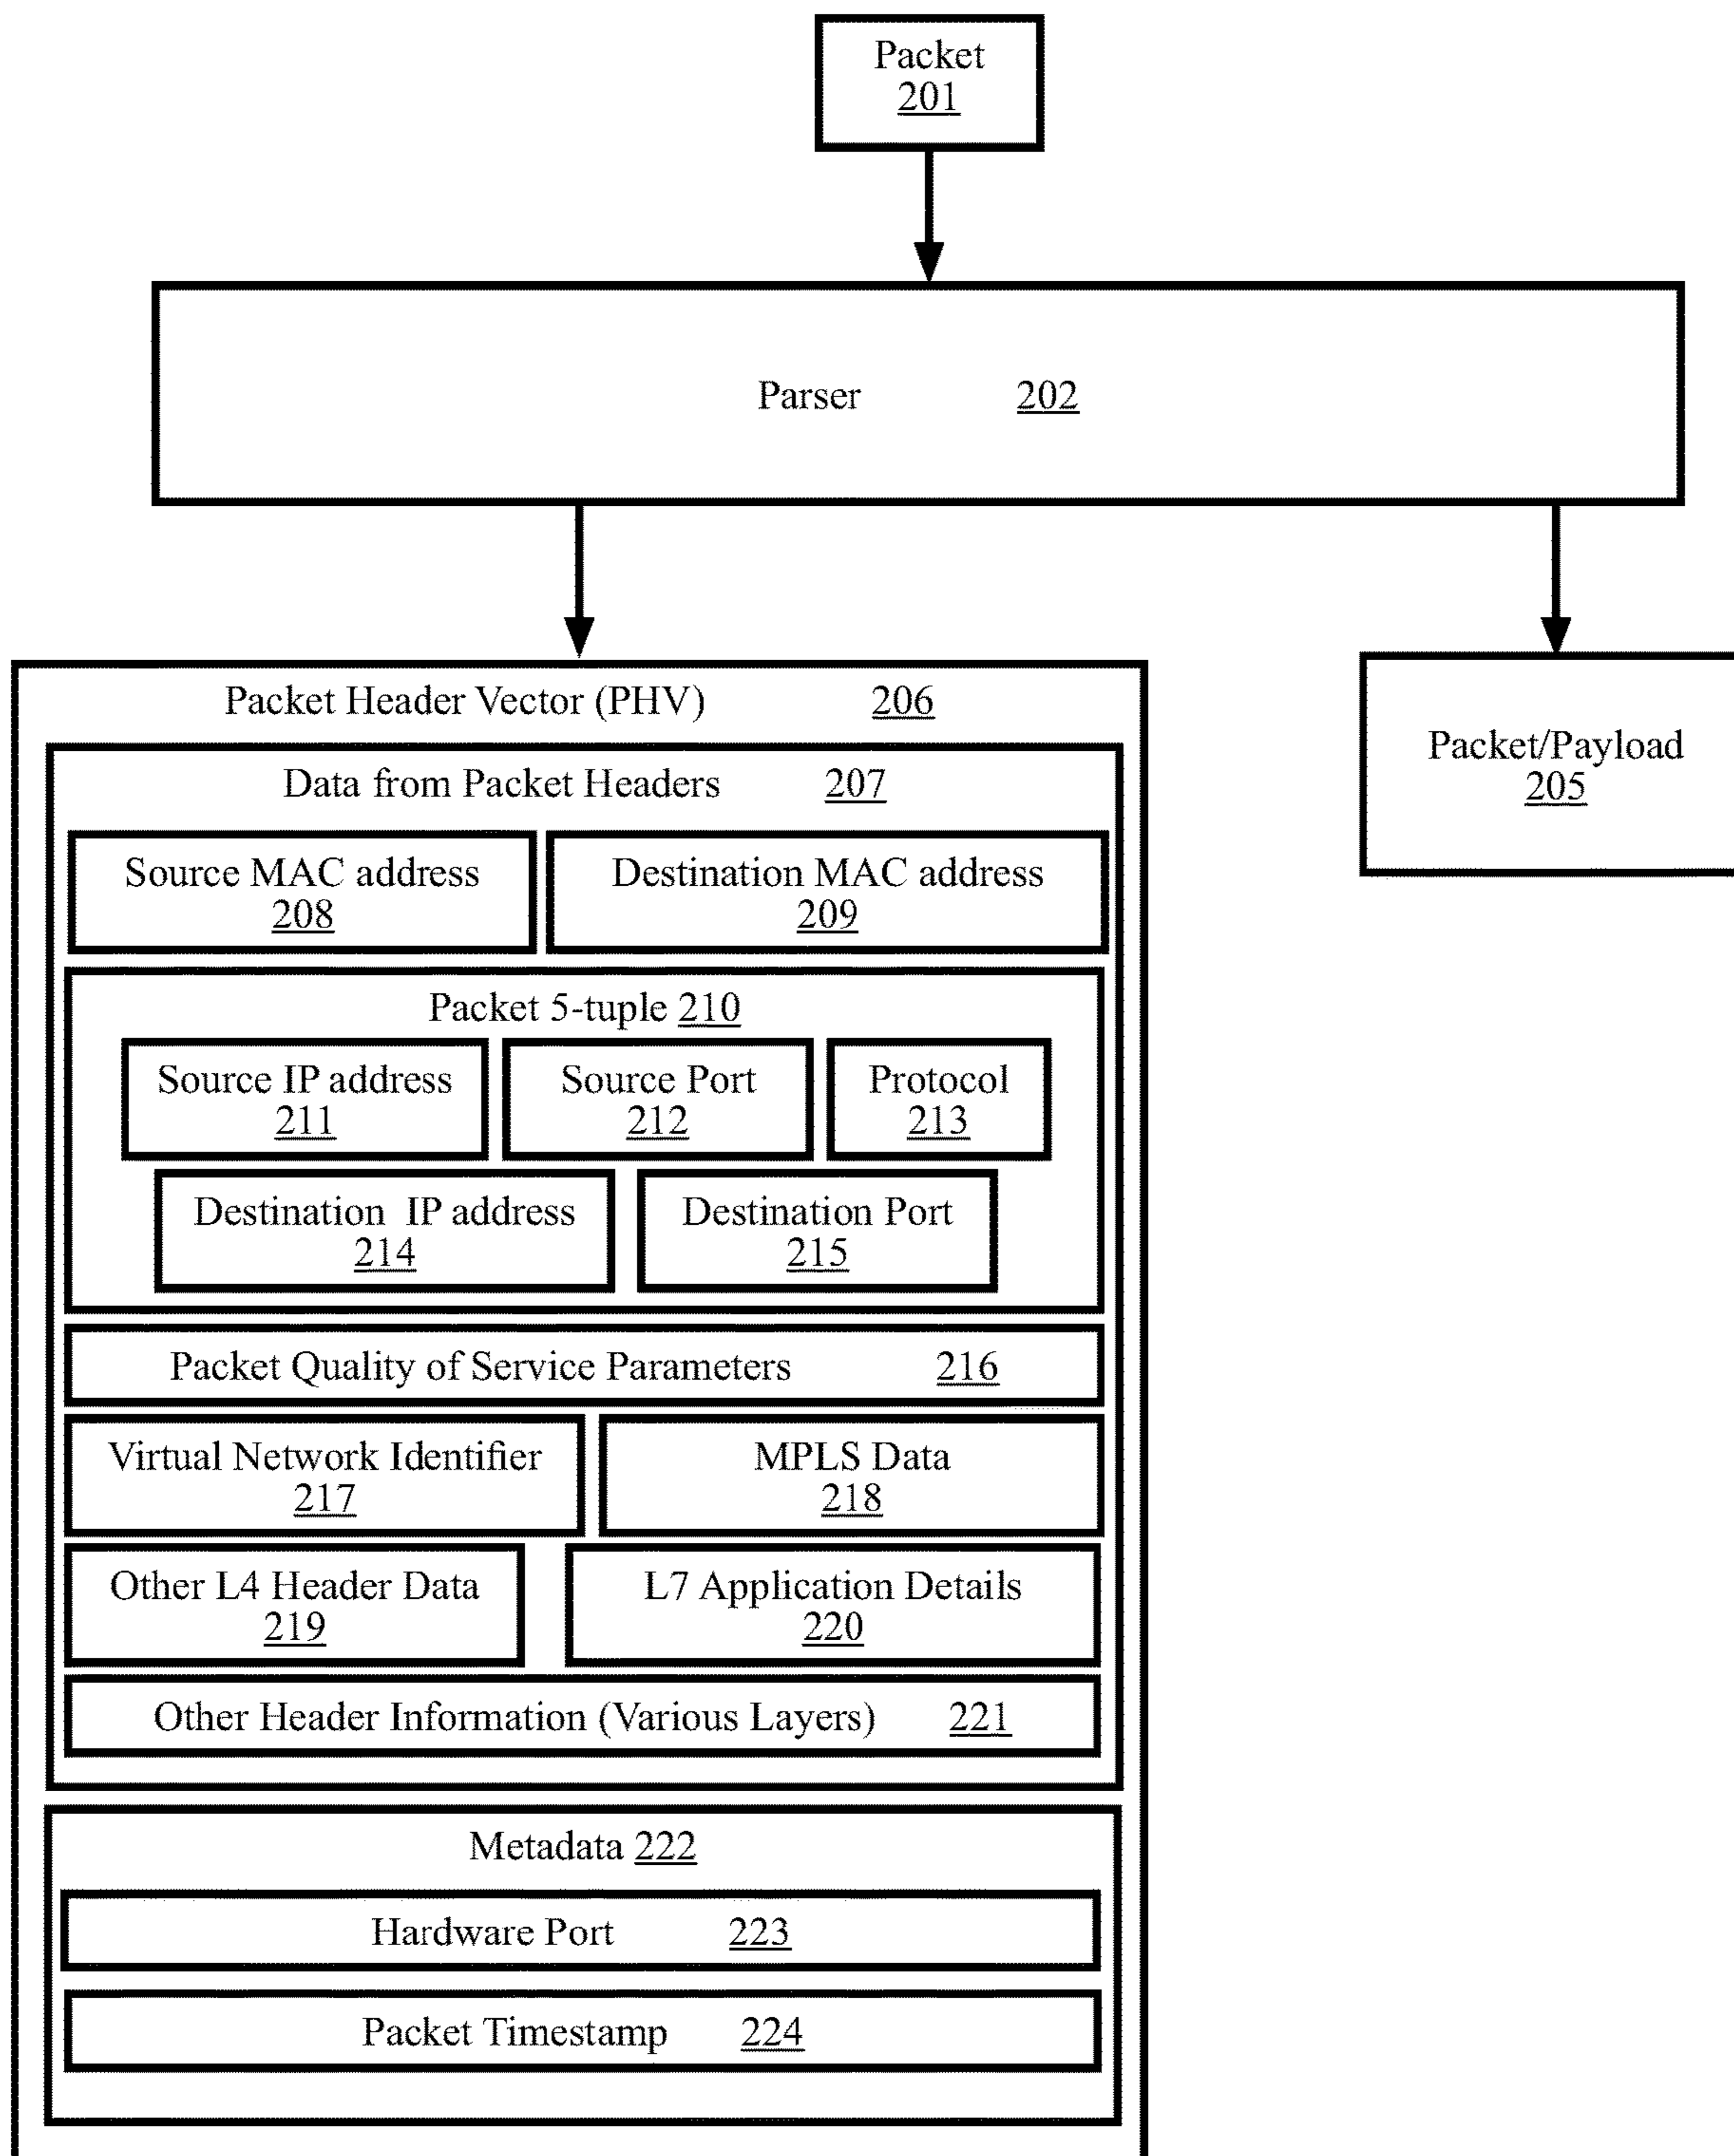 Packet
201
Parser 202
Packet Header Vector (PHV) 206
Data from Packet Headers 207
Source MAC address
208
Destination MAC address
209
Packet 5-tuple 210
Source IP address
211
Source Port
212
Protocol
213
Destination IP address
214
Destination Port
215
Packet Quality of Service Parameters 216
Virtual Network Identifier
217
MPLS Data
218
Other L4 Header Data
219
L7 Application Details
220
Other Header Information (Various Layers) 221
Metadata 222
Hardware Port 223
Packet Timestamp 224
Packet/Payload
205